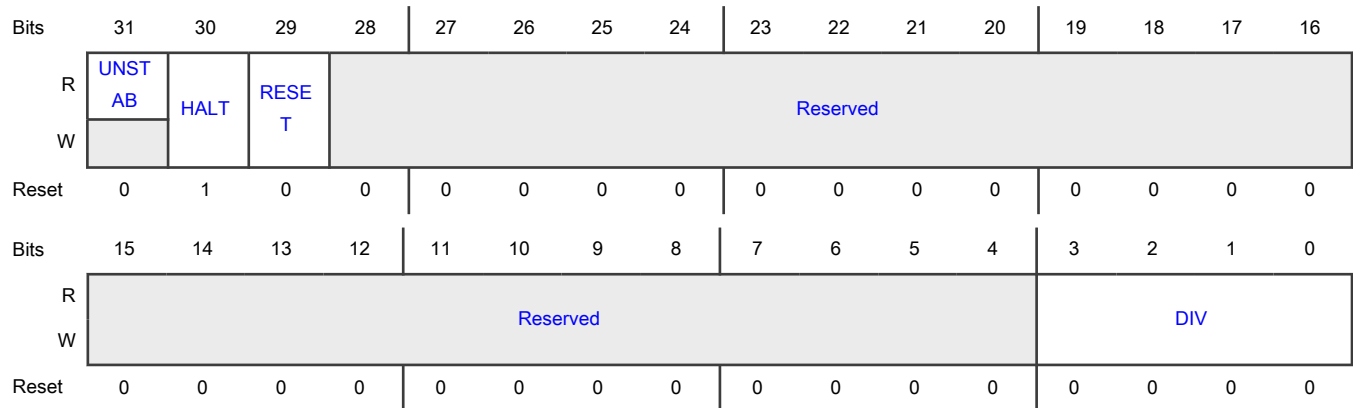 Bits 31 30 29 28 27 26 25 24 23 22 21 20 19 18 17 16
R UNST
AB HALT RESE
T Reserved
W
Reset 0 1 0 0 0 0 0 0 0 0 0 0 0 0 0 0
Bits 15 14 13 12 11 10 9 8 7 6 5 4 3 2 1 0
R Reserved DIV
W
Reset 0 0 0 0 0 0 0 0 0 0 0 0 0 0 0 0